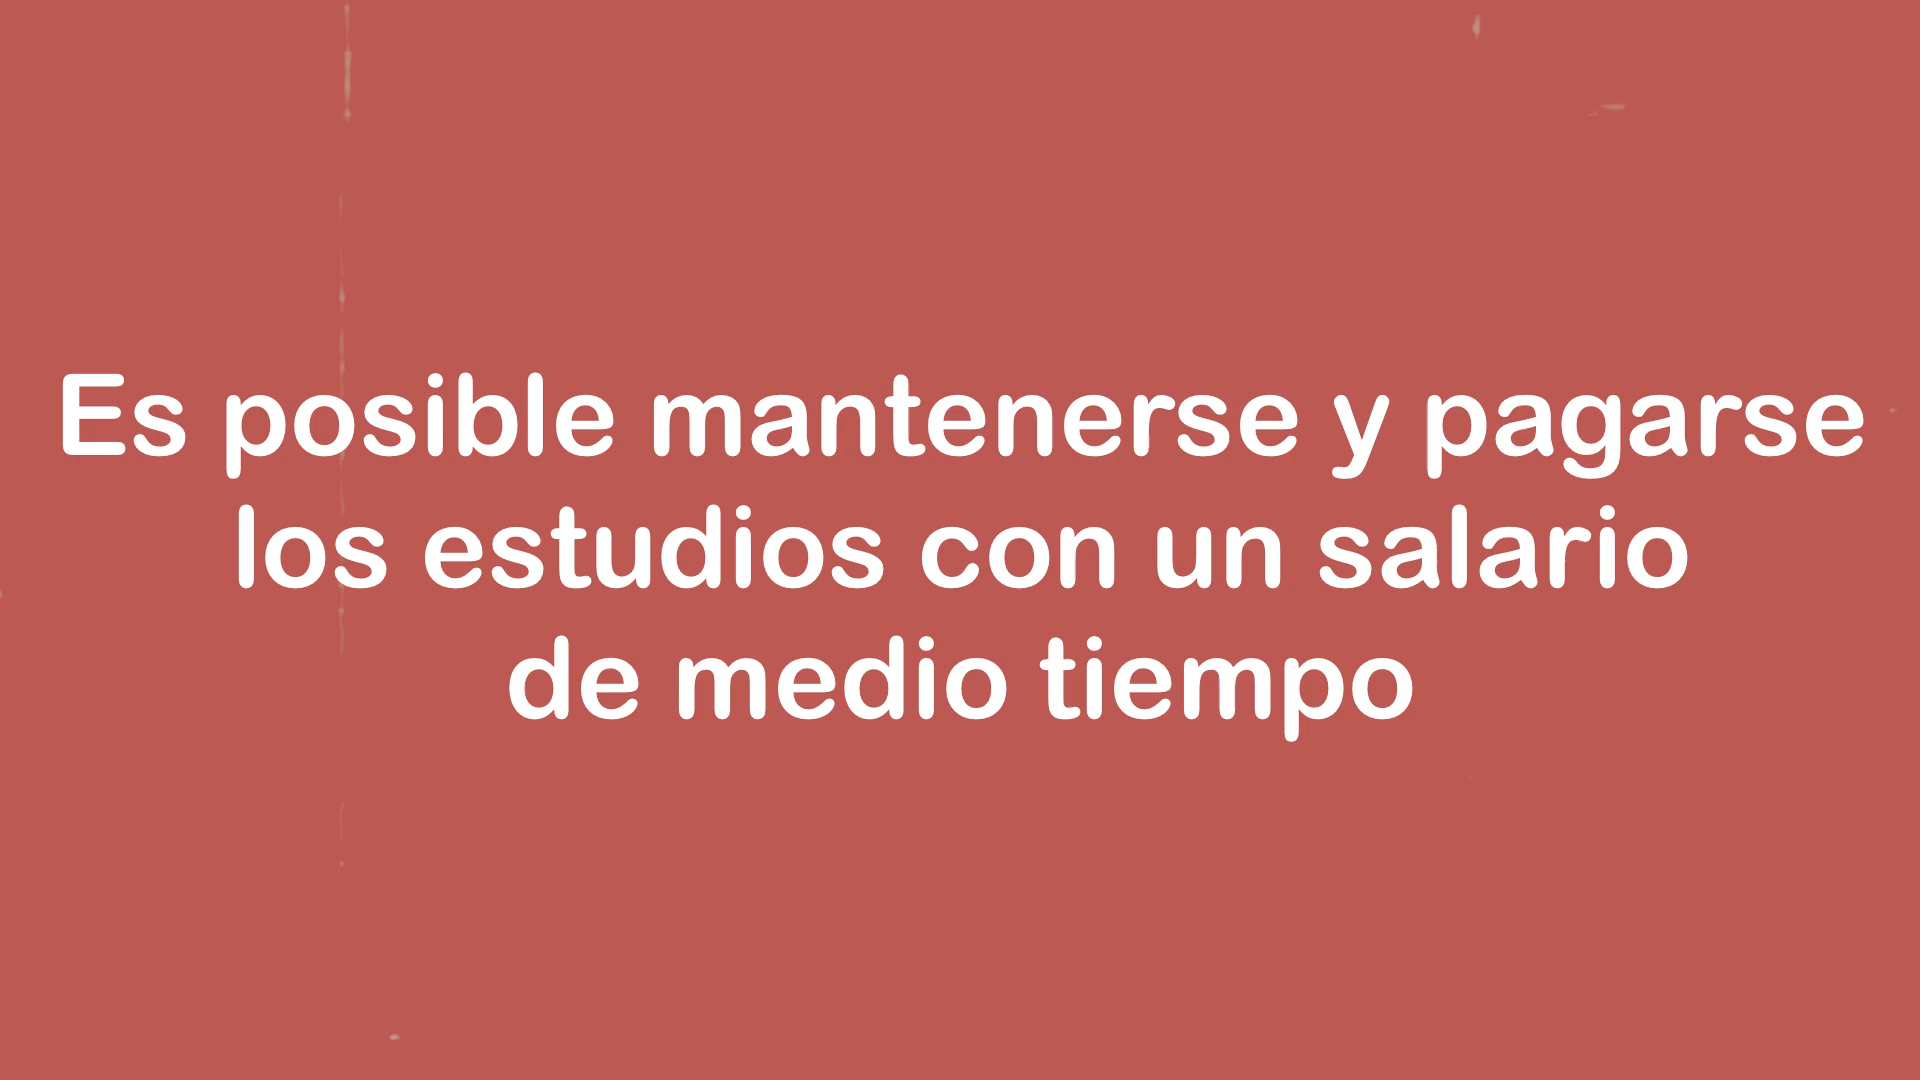 Es posible mantenerse y pagarse
los estudios con un salario
de medio tiempo